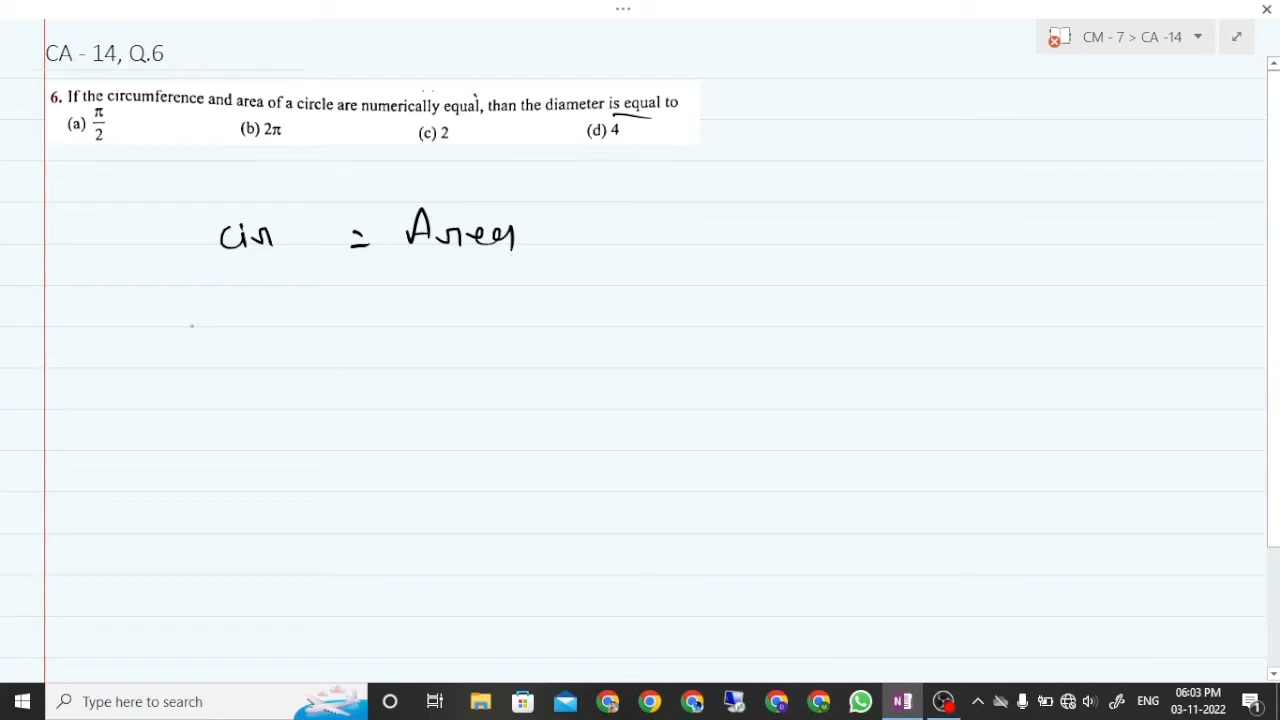 ...
CM - 7 > CA -14
CA - 14, Q.6
6. If the circumference and area of a circle are numerically equal, than the diameter is equal to
(a) π/2 (b) 2π (c) 2 (d) 4
cir = Area
Type here to search
ENG
06:03 PM
03-11-2022
1